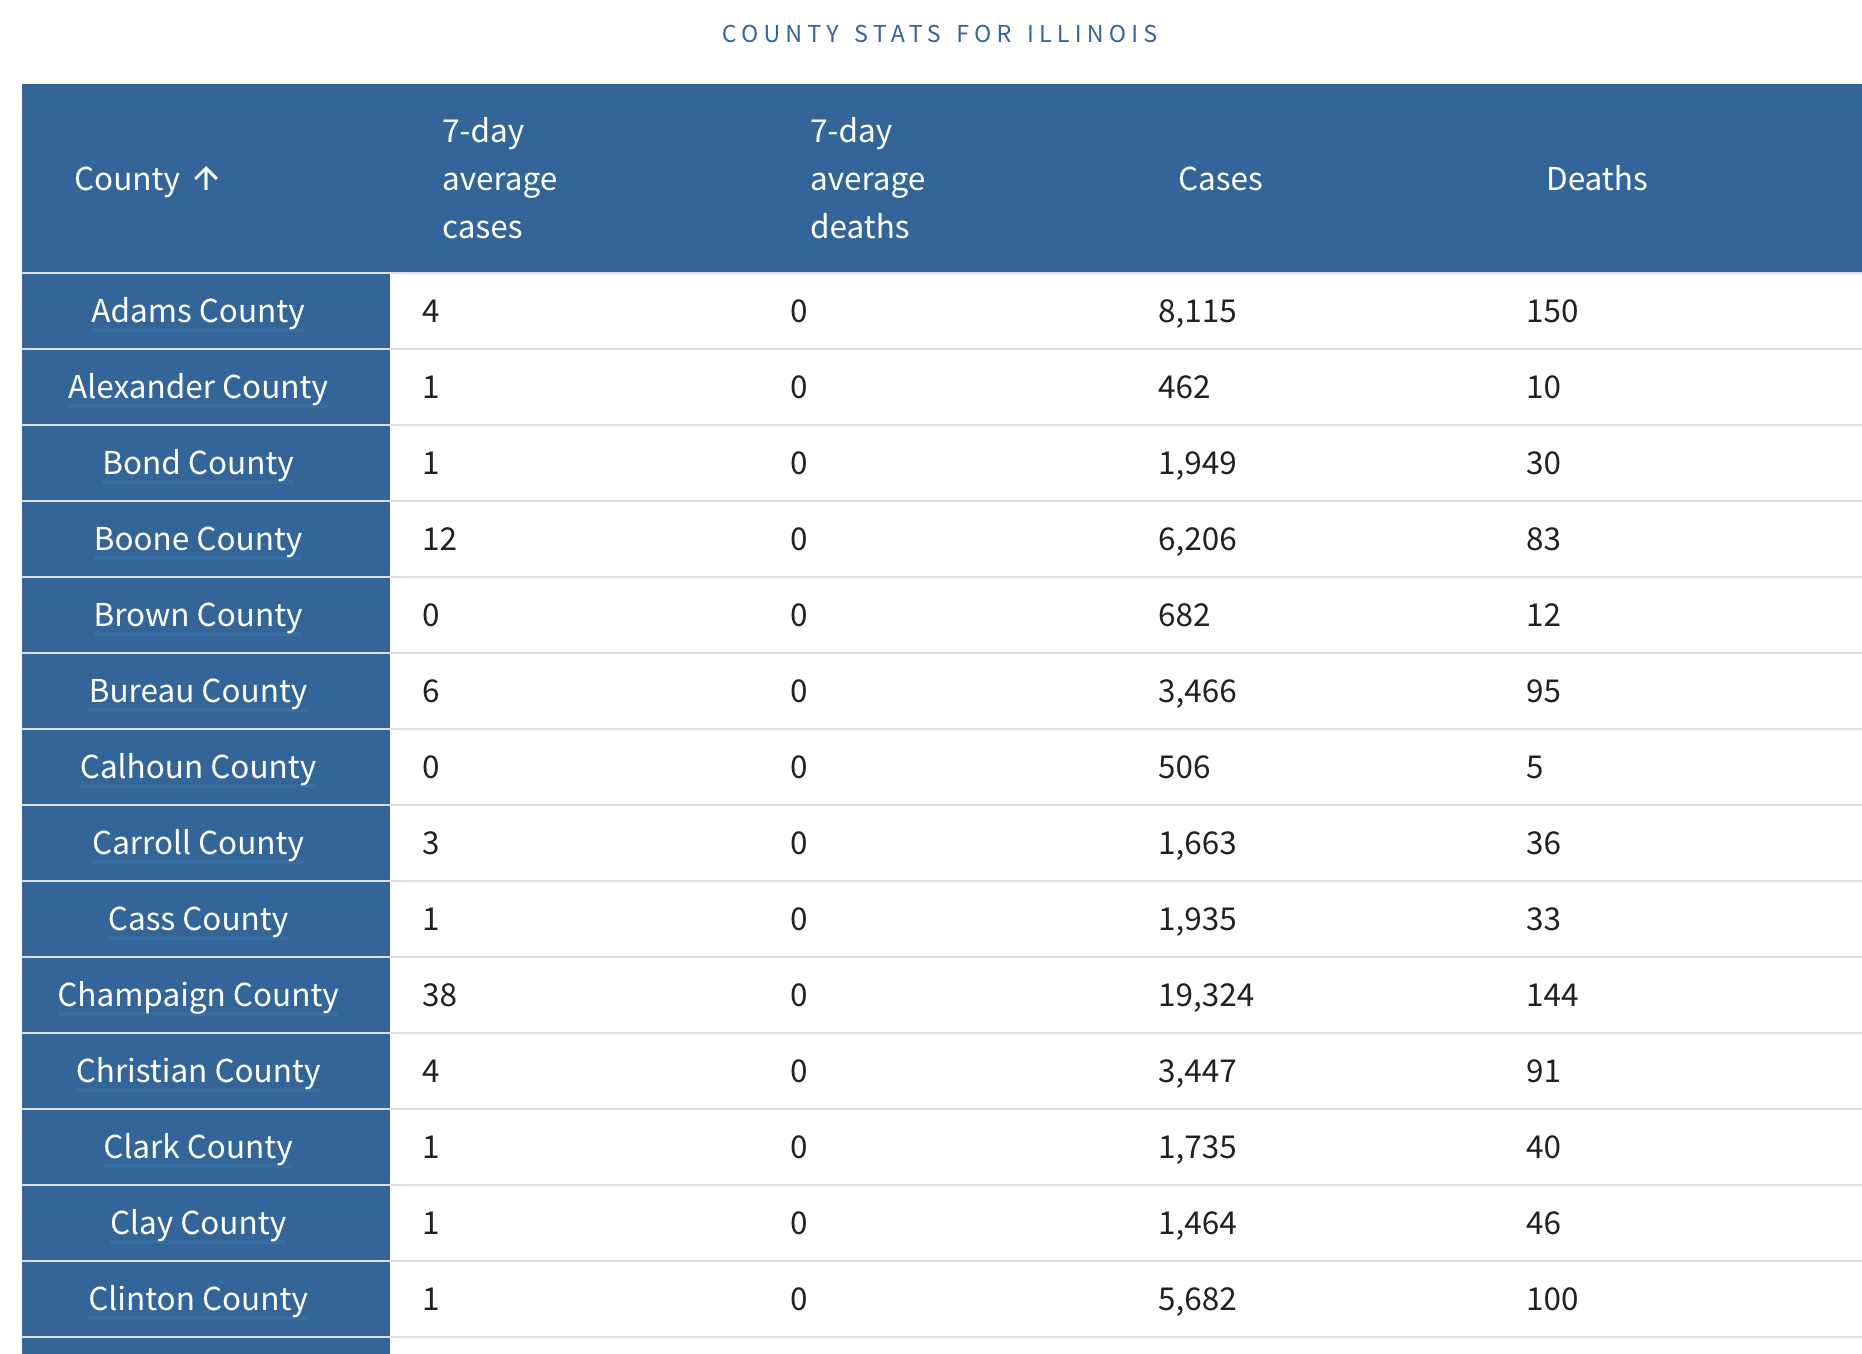 COUNTY STATS FOR ILLINOIS
County ↑ 7-day average cases 7-day average deaths Cases Deaths
Adams County 4 0 8,115 150
Alexander County 1 0 462 10
Bond County 1 0 1,949 30
Boone County 12 0 6,206 83
Brown County 0 0 682 12
Bureau County 6 0 3,466 95
Calhoun County 0 0 506 5
Carroll County 3 0 1,663 36
Cass County 1 0 1,935 33
Champaign County 38 0 19,324 144
Christian County 4 0 3,447 91
Clark County 1 0 1,735 40
Clay County 1 0 1,464 46
Clinton County 1 0 5,682 100